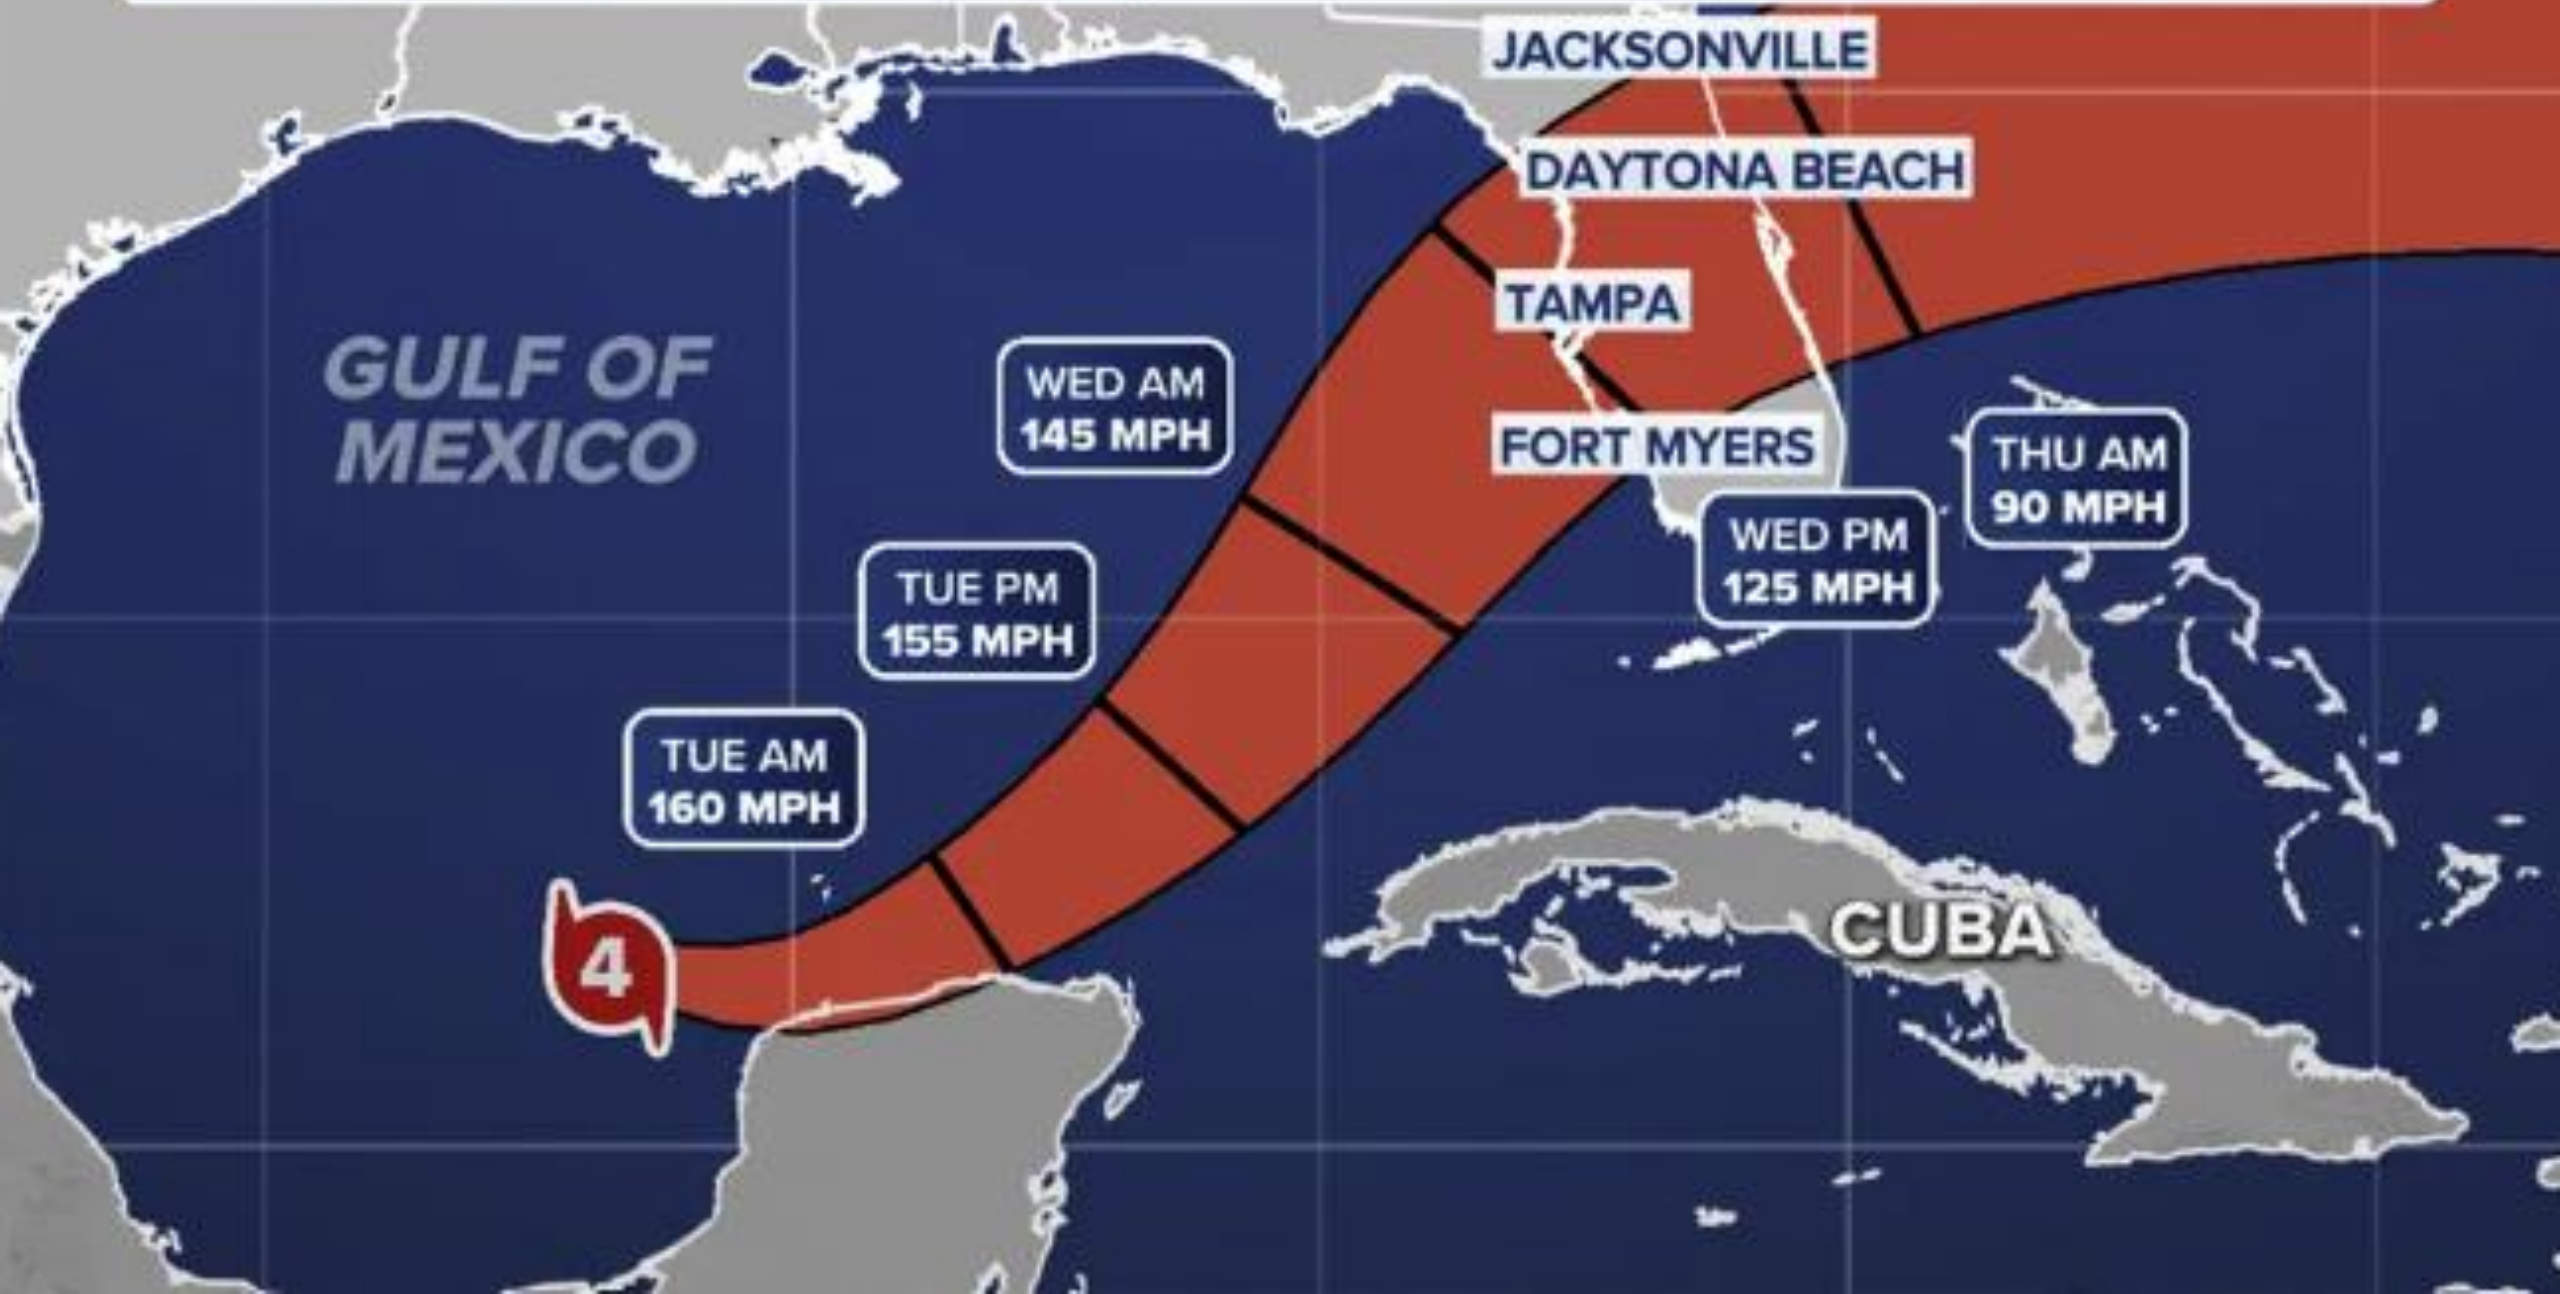 JACKSONVILLE
DAYTONA BEACH
TAMPA
GULF OF
MEXICO
WED AM
145 MPH
FORT MYERS
THU AM
90 MPH
WED PM
125 MPH
TUE PM
155 MPH
TUE AM
160 MPH
4
CUBA